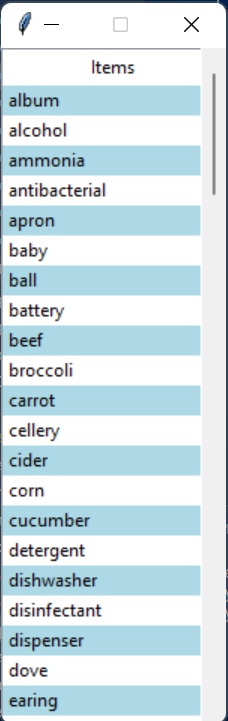 Items
album
alcohol
ammonia
antibacterial
apron
baby
ball
battery
beef
broccoli
carrot
cellery
cider
corn
cucumber
detergent
dishwasher
disinfectant
dispenser
dove
earing